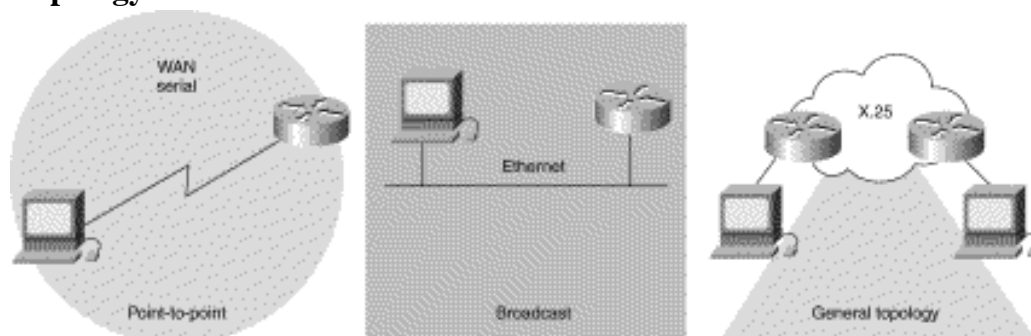 WAN
serial
Point-to-point
Ethernet
Broadcast
X.25
General topology